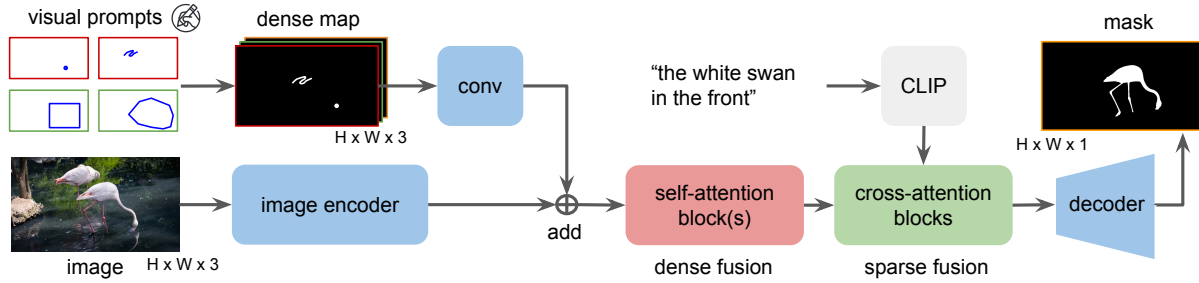 visual prompts
dense map
mask
conv
"the white swan
in the front"
CLIP
H x W x 3
H x W x 1
image encoder
add
self-attention
block(s)
cross-attention
blocks
decoder
image
H x W x 3
dense fusion
sparse fusion